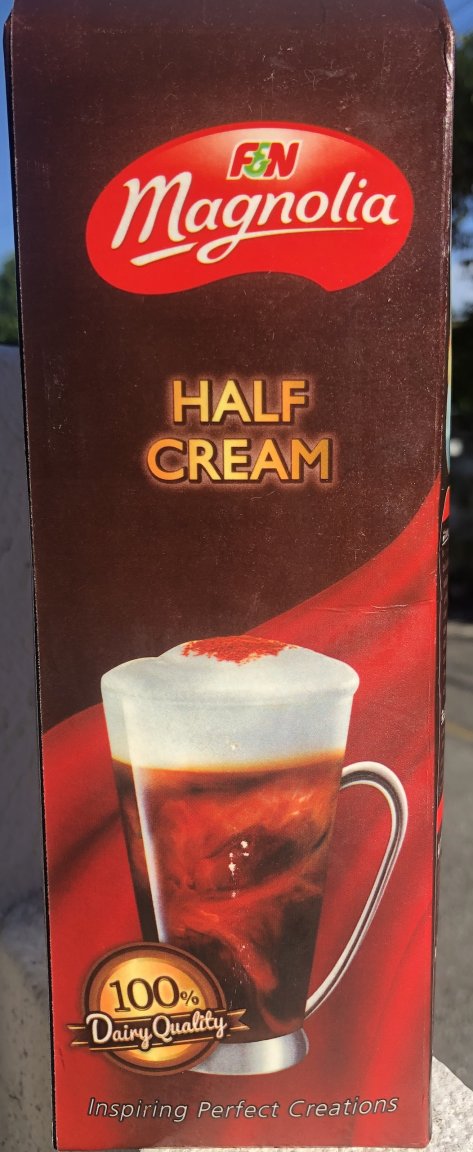 F&N
Magnolia
HALF
CREAM
100%
Dairy Quality
Inspiring Perfect Creations